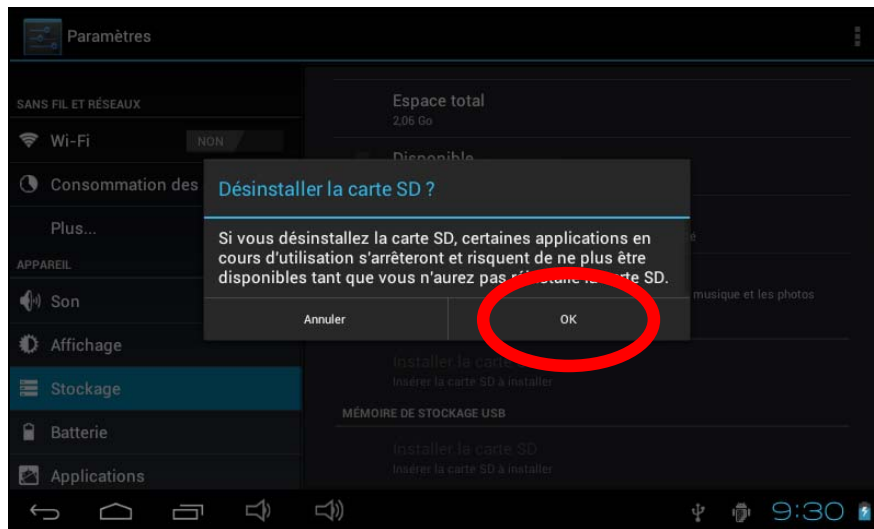 Paramètres
SANS FIL ET RÉSEAUX
Wi-Fi
NON
Consommation des
Plus...
APPAREIL
Son
Affichage
Stockage
Batterie
Applications
Espace total
2,06 Go
Disponible
Désinstaller la carte SD ?
Si vous désinstallez la carte SD, certaines applications en
cours d'utilisation s'arrêteront et risquent de ne plus être
disponibles tant que vous n'aurez pas réinstallé la carte SD.
Annuler
OK
musique et les photos
Installer la carte
Insérer la carte SD à installer
MÉMOIRE DE STOCKAGE USB
Installer la carte SD
Insérer la carte SD à installer
9:30